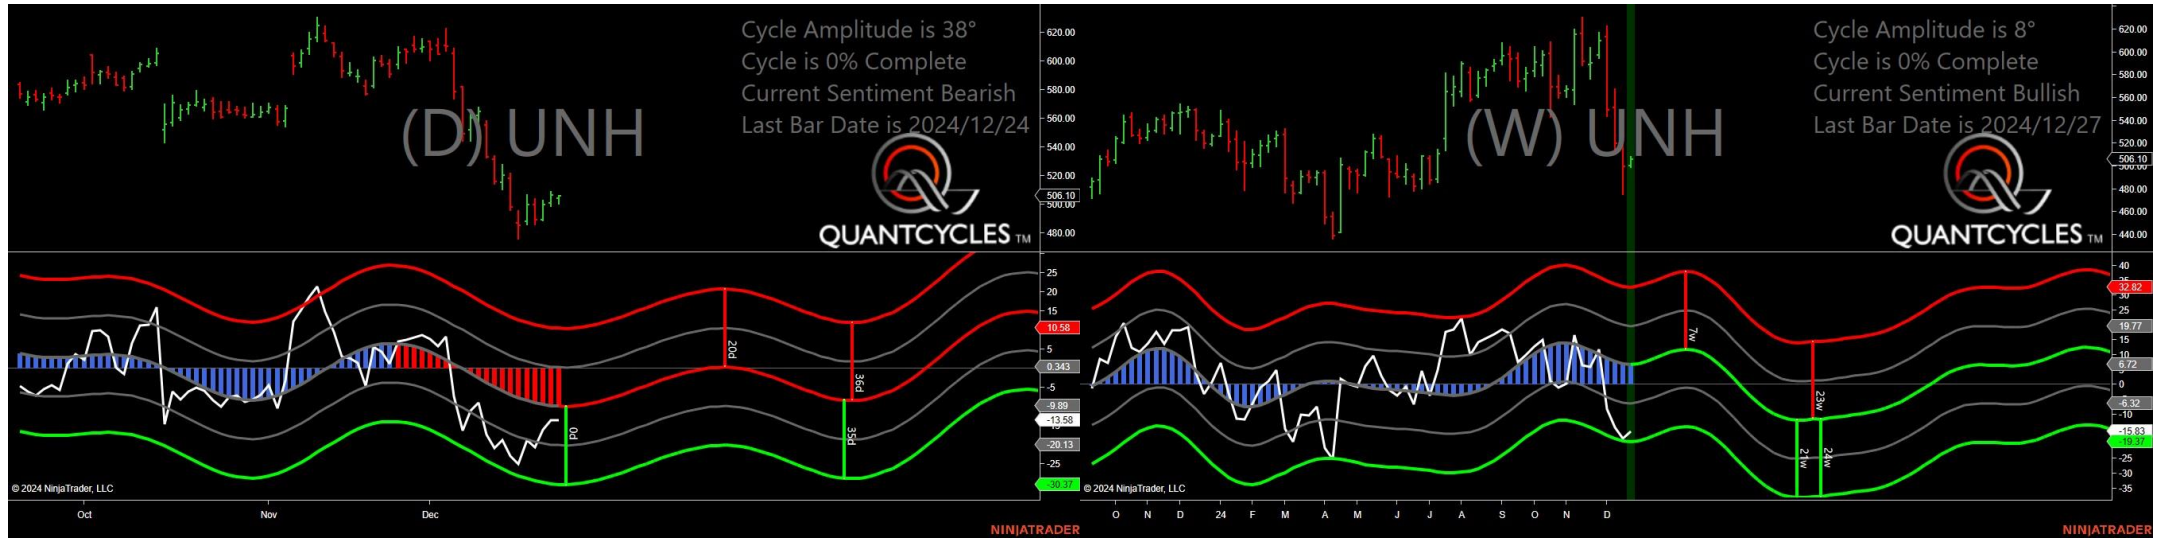 Cycle Amplitude is 38°
Cycle is 0% Complete
Current Sentiment Bearish
Last Bar Date is 2024/12/24
(D) UNH
QUANTCYCLES TM
620.00
600.00
580.00
560.00
540.00
520.00
506.10
500.00
480.00
25
20
15
10.58
5
0.343
-5
-9.89
-13.58
-20.13
-25
-30.37
20d
36d
0d
35d
© 2024 NinjaTrader, LLC
Oct Nov Dec
NINJATRADER
Cycle Amplitude is 8°
Cycle is 0% Complete
Current Sentiment Bullish
Last Bar Date is 2024/12/27
(W) UNH
QUANTCYCLES TM
620.00
600.00
580.00
560.00
540.00
520.00
506.10
500.00
480.00
460.00
440.00
40
32.82
30
25
19.77
15
10
6.72
0
-6.32
-10
-15.83
-19.37
-25
-30
-35
7w
23w
21w
24w
© 2024 NinjaTrader, LLC
O N D 24 F M A M J J A S O N D
NINJATRADER